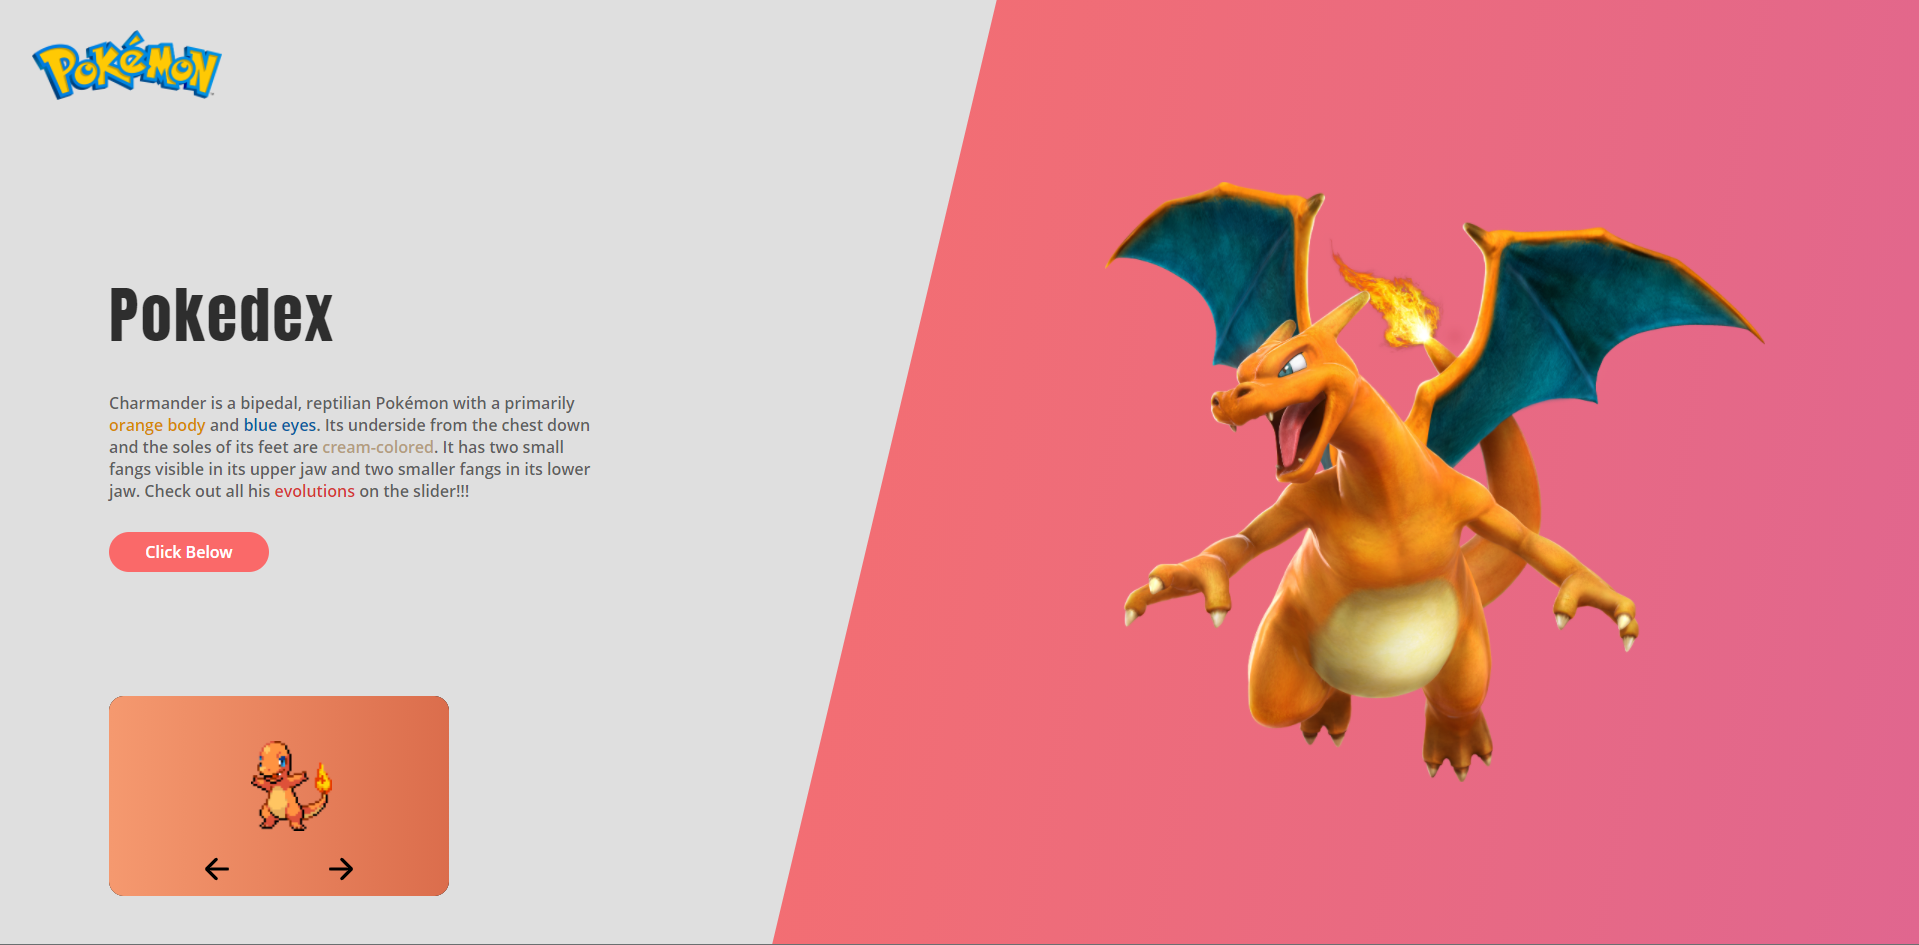 Pokémon
Pokedex
Charmander is a bipedal, reptilian Pokémon with a primarily
orange body and blue eyes. Its underside from the chest down
and the soles of its feet are cream-colored. It has two small
fangs visible in its upper jaw and two smaller fangs in its lower
jaw. Check out all his evolutions on the slider!!!
Click Below